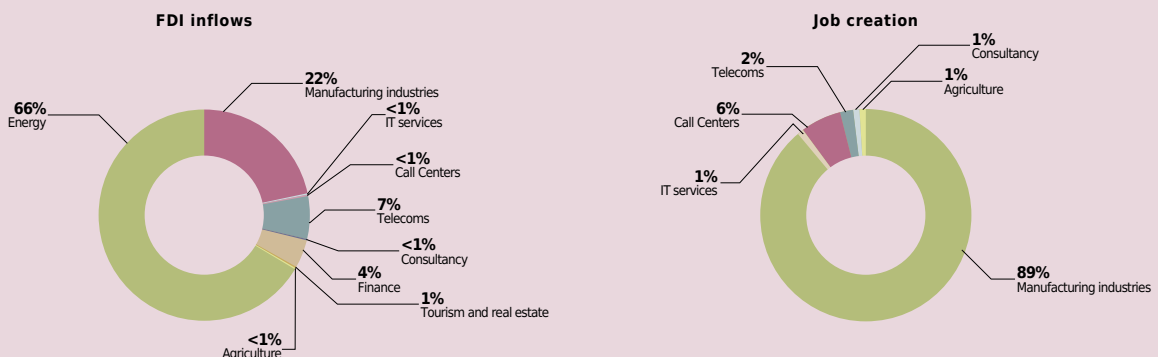 FDI inflows
66%
Energy
22%
Manufacturing industries
<1%
IT services
<1%
Call Centers
7%
Telecoms
<1%
Consultancy
4%
Finance
1%
Tourism and real estate
<1%
Agriculture
Job creation
1%
Consultancy
2%
Telecoms
1%
Agriculture
6%
Call Centers
1%
IT services
89%
Manufacturing industries